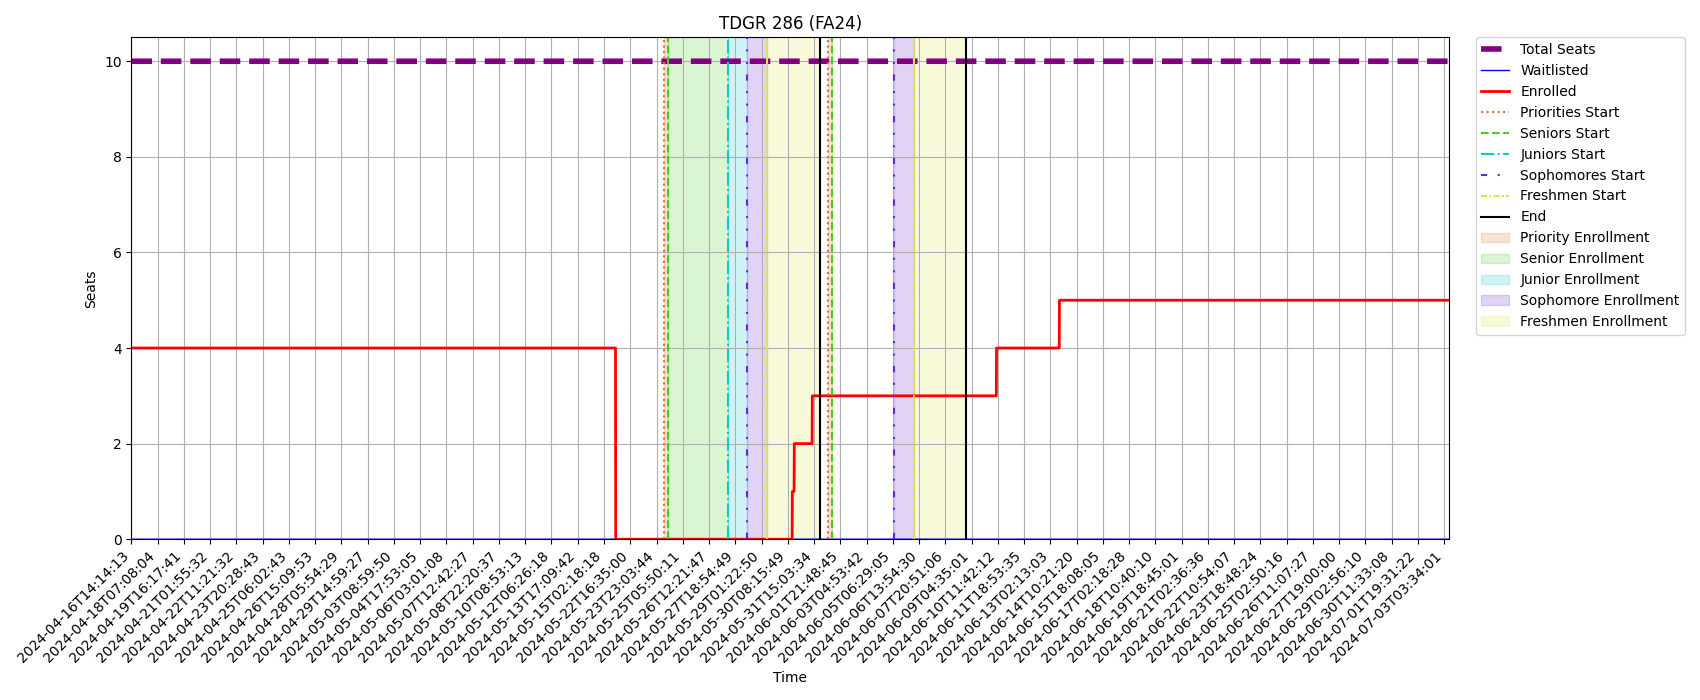 TDGR 286 (FA24)
10
8
6
4
2
0
Seats
Total Seats
Waitlisted
Enrolled
Priorities Start
Seniors Start
Juniors Start
Sophomores Start
Freshmen Start
End
Priority Enrollment
Senior Enrollment
Junior Enrollment
Sophomore Enrollment
Freshmen Enrollment
2024-04-16T14:14:13
2024-04-18T07:08:04
2024-04-19T16:17:41
2024-04-21T01:55:32
2024-04-22T11:21:32
2024-04-23T20:28:43
2024-04-25T06:02:43
2024-04-26T15:09:53
2024-04-28T05:54:29
2024-04-29T14:59:27
2024-05-03T08:59:50
2024-05-04T17:53:05
2024-05-06T03:01:08
2024-05-07T12:42:27
2024-05-08T22:20:37
2024-05-10T08:53:13
2024-05-12T06:26:18
2024-05-13T17:09:42
2024-05-15T02:18:18
2024-05-22T16:35:00
2024-05-23T23:03:44
2024-05-25T05:50:11
2024-05-26T12:21:47
2024-05-27T18:54:49
2024-05-29T01:22:50
2024-05-30T08:15:49
2024-05-31T15:03:34
2024-06-01T21:48:45
2024-06-03T04:53:42
2024-06-05T06:29:05
2024-06-06T13:54:30
2024-06-07T20:51:06
2024-06-09T04:35:01
2024-06-10T11:42:12
2024-06-11T18:53:35
2024-06-13T02:13:03
2024-06-14T10:21:20
2024-06-15T18:08:05
2024-06-17T02:18:28
2024-06-18T10:40:10
2024-06-19T18:45:01
2024-06-21T02:36:36
2024-06-22T10:54:07
2024-06-23T18:48:24
2024-06-25T02:50:16
2024-06-26T11:07:27
2024-06-27T19:00:00
2024-06-29T02:56:10
2024-06-30T11:33:08
2024-07-01T19:31:22
2024-07-03T03:34:01
Time